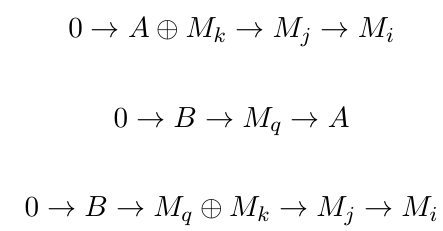 0 → A ⊕ M_k → M_j → M_i
0 → B → M_q → A
0 → B → M_q ⊕ M_k → M_j → M_i